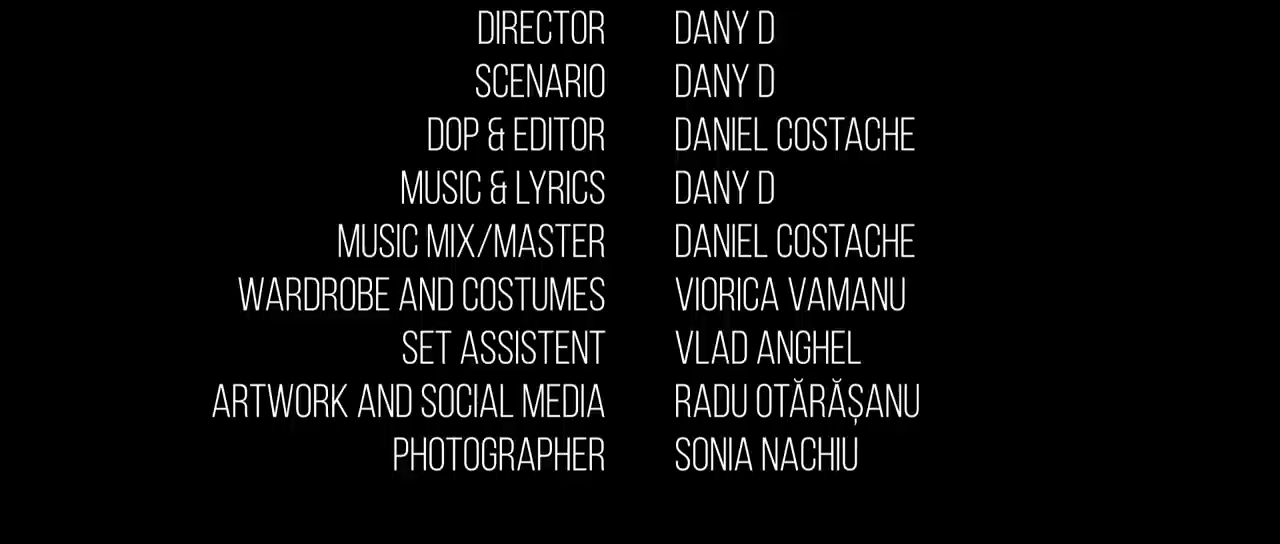 DIRECTOR DANY D
SCENARIO DANY D
DOP & EDITOR DANIEL COSTACHE
MUSIC & LYRICS DANY D
MUSIC MIX/MASTER DANIEL COSTACHE
WARDROBE AND COSTUMES VIORICA VAMANU
SET ASSISTENT VLAD ANGHEL
ARTWORK AND SOCIAL MEDIA RADU OTĂRĂȘANU
PHOTOGRAPHER SONIA NACHIU